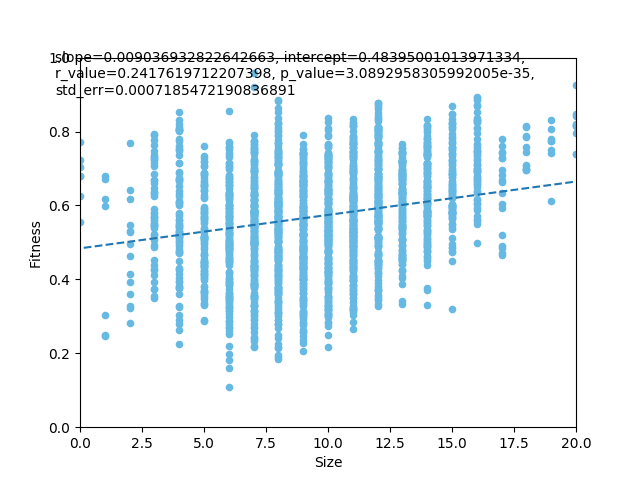 slope=0.009036932822642663, intercept=0.48395001013971334,
r_value=0.2417619712207398, p_value=3.0892958305992005e-35,
std_err=0.0007185472190836891
1.0
0.8
0.6
0.4
0.2
0.0
Fitness
0.0 2.5 5.0 7.5 10.0 12.5 15.0 17.5 20.0
Size